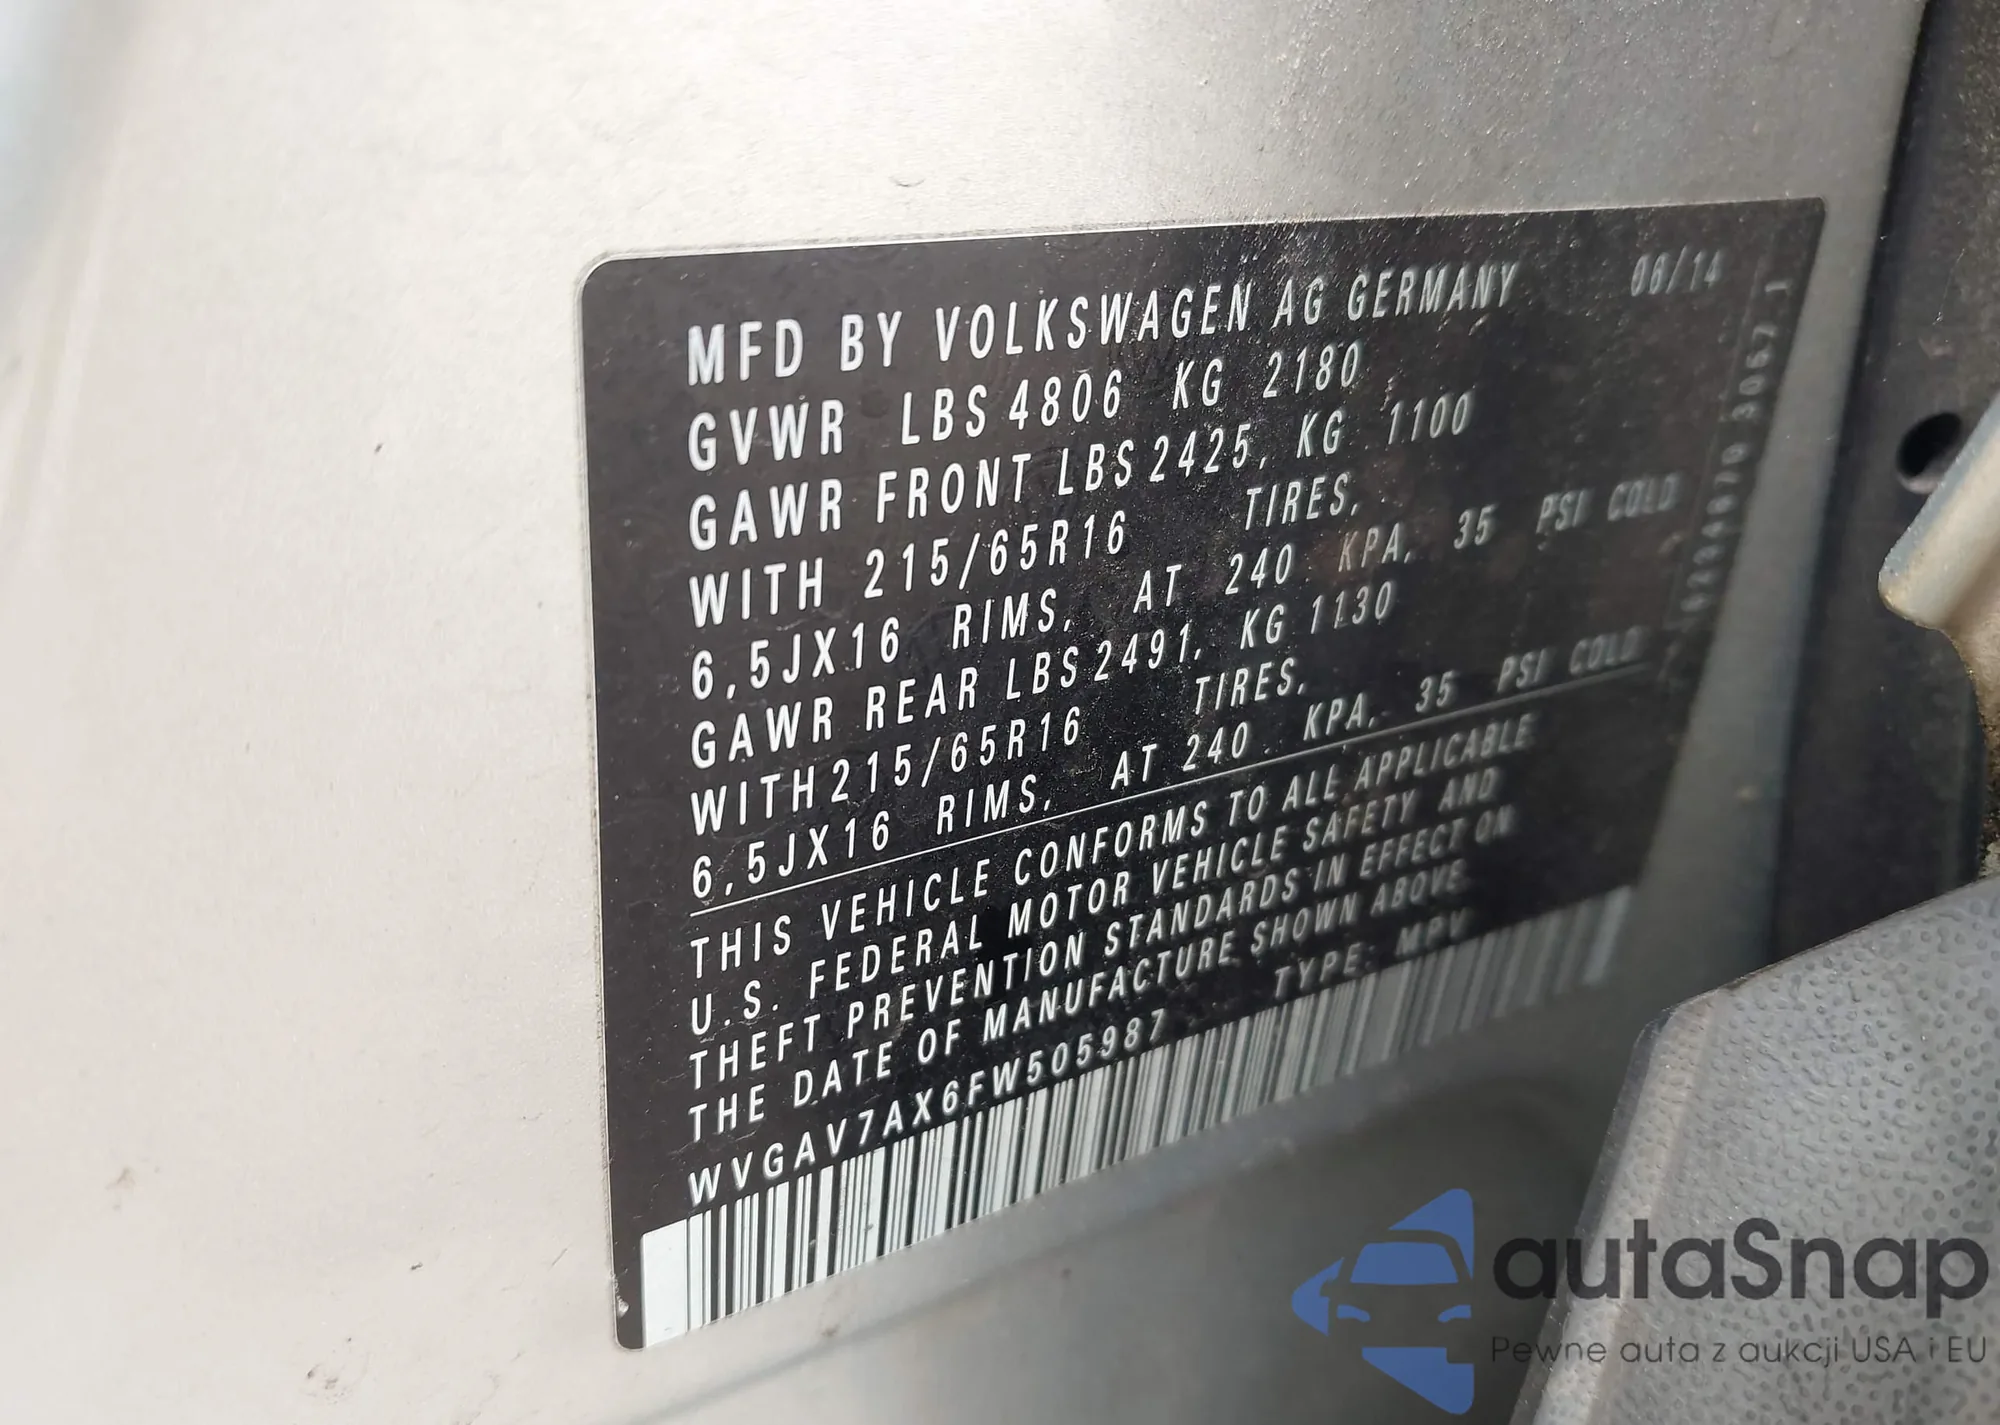 MFD BY VOLKSWAGEN AG GERMANY 06/14
GVWR LBS 4806 KG 2180
GAWR FRONT LBS 2425, KG 1100
WITH 215/65R16 TIRES,
6,5JX16 RIMS, AT 240 KPA, 35 PSI COLD
GAWR REAR LBS 2491, KG 1130
WITH 215/65R16 TIRES,
6,5JX16 RIMS, AT 240 KPA, 35 PSI COLD
THIS VEHICLE CONFORMS TO ALL APPLICABLE
U.S. FEDERAL MOTOR VEHICLE SAFETY AND
THEFT PREVENTION STANDARDS IN EFFECT ON
THE DATE OF MANUFACTURE SHOWN ABOVE.
WVGAV7AX6FW505987 TYPE: MPV
autaSnap
Pewne auta z aukcji USA i EU